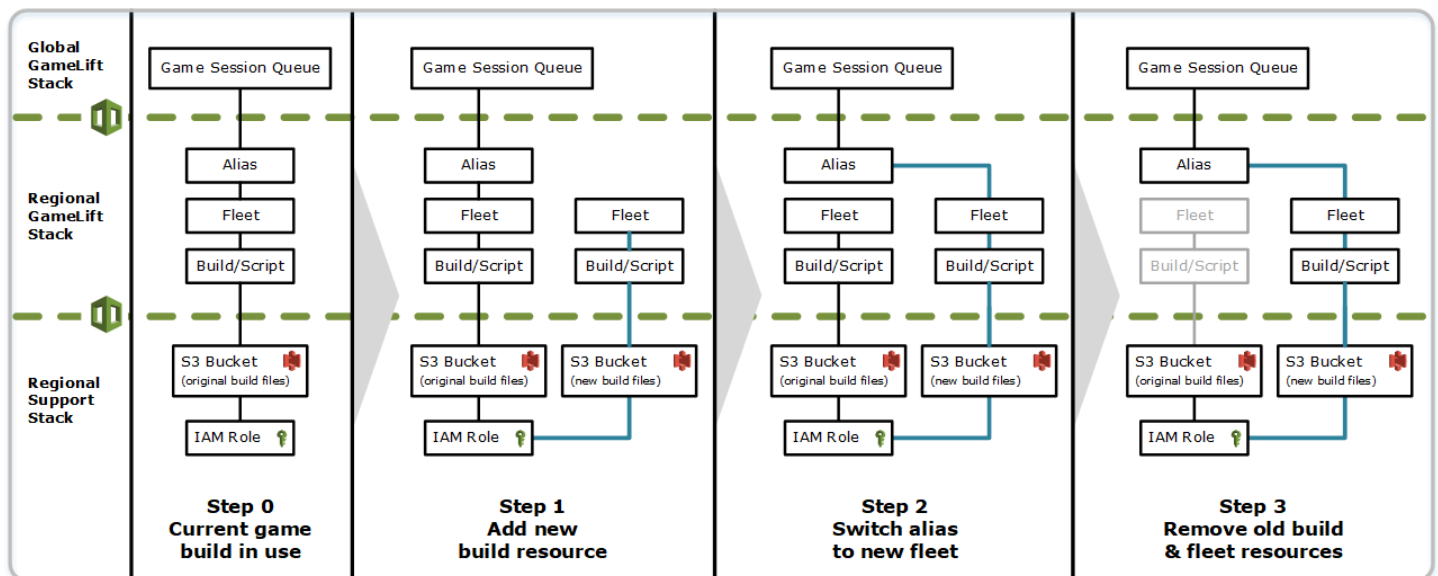 Global
GameLift
Stack
Regional
GameLift
Stack
Regional
Support
Stack
Game Session Queue
Alias
Fleet
Build/Script
S3 Bucket
(original build files)
IAM Role
Step 0
Current game
build in use
Game Session Queue
Alias
Fleet
Fleet
Build/Script
Build/Script
S3 Bucket
(original build files)
S3 Bucket
(new build files)
IAM Role
Step 1
Add new
build resource
Game Session Queue
Alias
Fleet
Fleet
Build/Script
Build/Script
S3 Bucket
(original build files)
S3 Bucket
(new build files)
IAM Role
Step 2
Switch alias
to new fleet
Game Session Queue
Alias
Fleet
Fleet
Build/Script
Build/Script
S3 Bucket
(original build files)
S3 Bucket
(new build files)
IAM Role
Step 3
Remove old build
& fleet resources